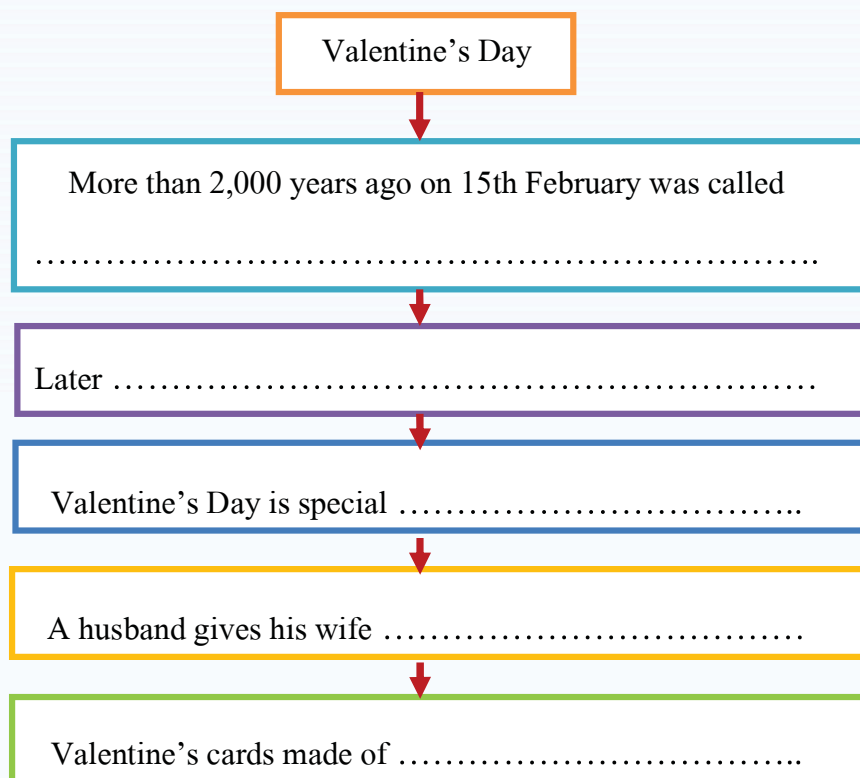 Valentine’s Day
More than 2,000 years ago on 15th February was called
……………………………………………………………….
Later ………………………………………………………
Valentine’s Day is special ……………………………..
A husband gives his wife ………………………………
Valentine’s cards made of ……………………………..